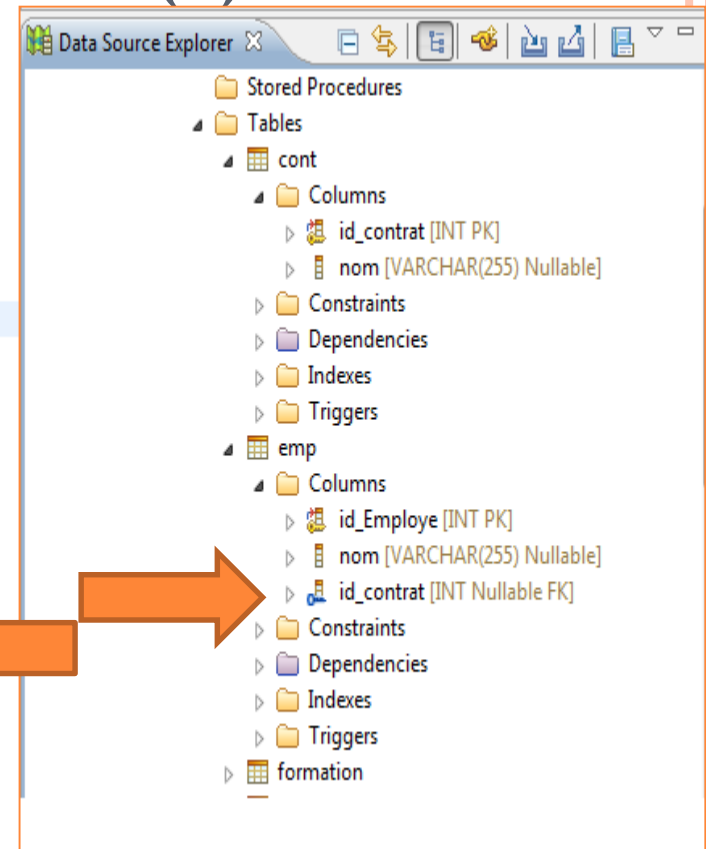 Data Source Explorer
Stored Procedures
Tables
cont
Columns
id_contrat [INT PK]
nom [VARCHAR(255) Nullable]
Constraints
Dependencies
Indexes
Triggers
emp
Columns
id_Employe [INT PK]
nom [VARCHAR(255) Nullable]
id_contrat [INT Nullable FK]
Constraints
Dependencies
Indexes
Triggers
formation